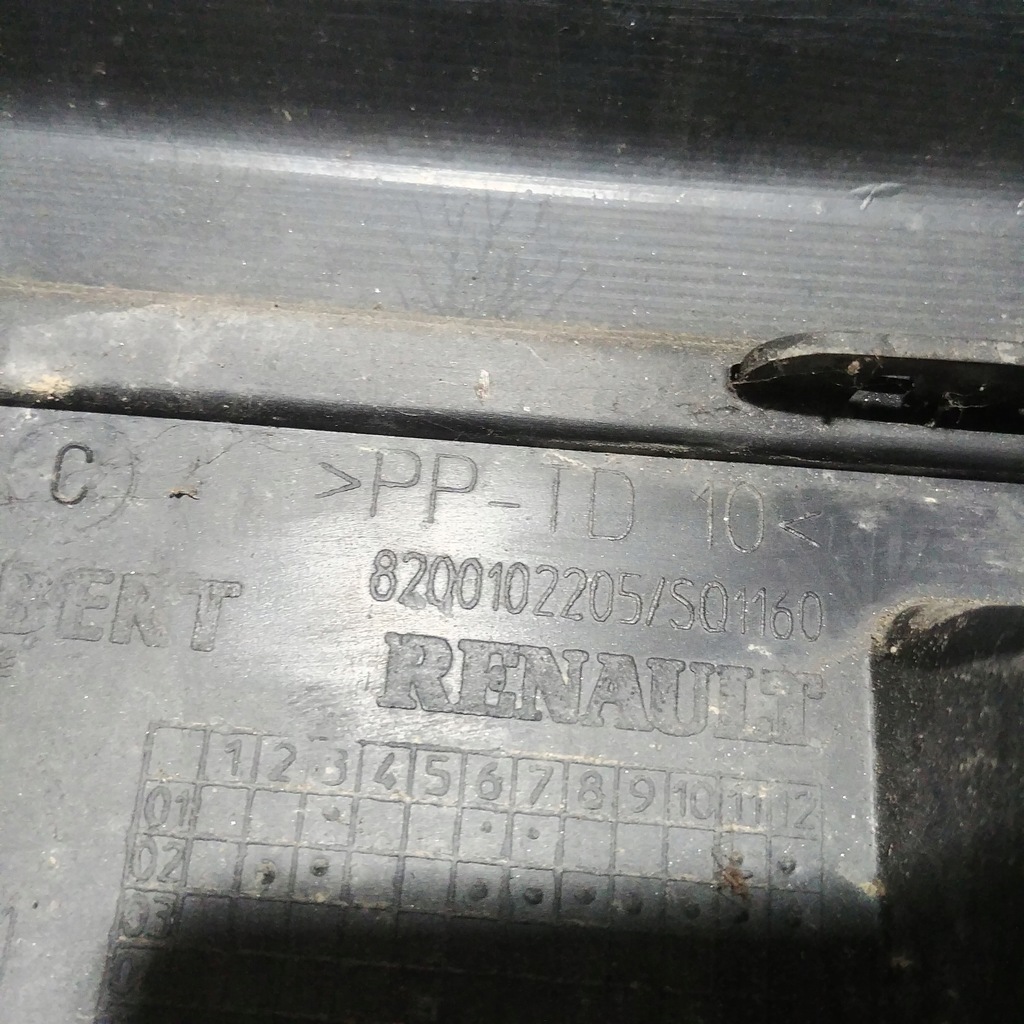 C >PP-TD 10<
8200102205/SQ1160
RENAULT
1 2 3 4 5 6 7 8 9 10 11 12
01
02
03